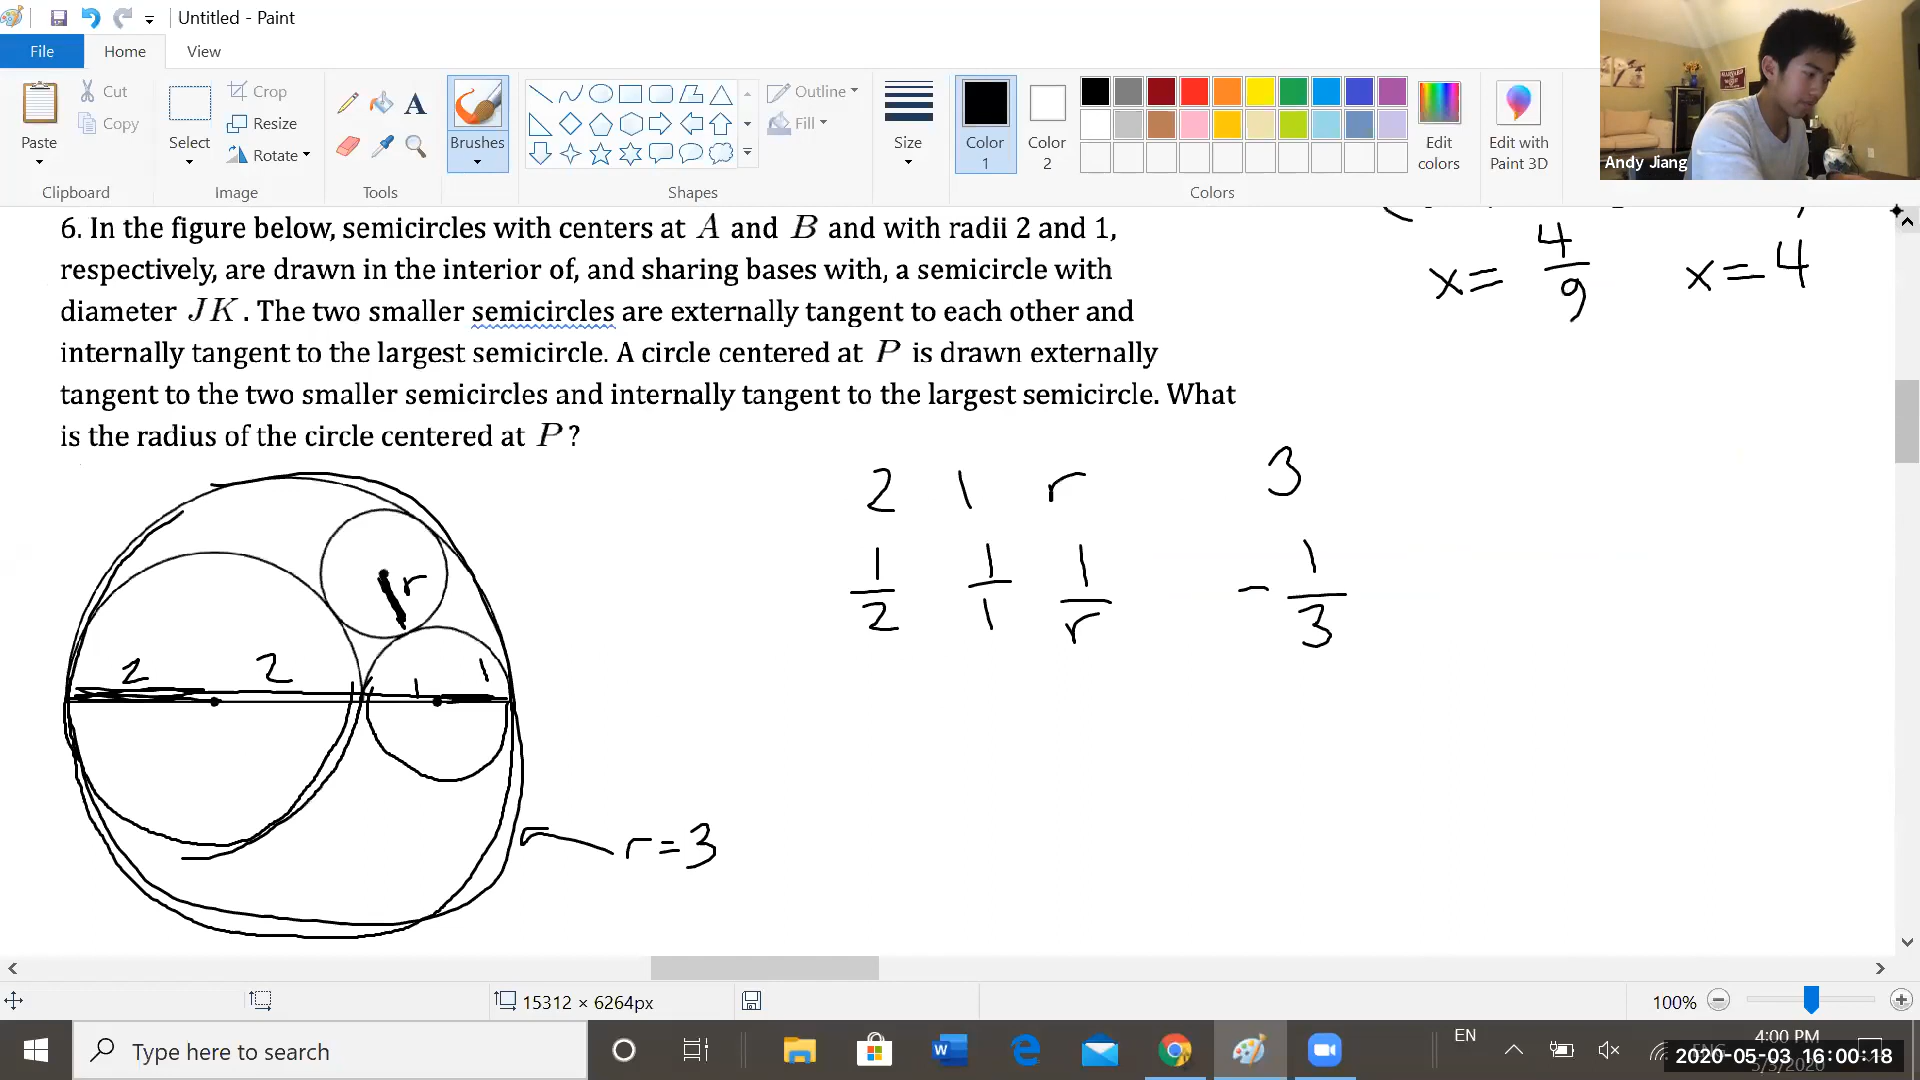 Untitled - Paint
File Home View
Paste
Cut
Copy
Clipboard
Select
Crop
Resize
Rotate
Image
Tools
Brushes
Shapes
Outline
Fill
Size
Color 1
Color 2
Colors
Edit colors
Edit with Paint 3D
Andy Jiang
6. In the figure below, semicircles with centers at A and B and with radii 2 and 1,
respectively, are drawn in the interior of, and sharing bases with, a semicircle with
diameter JK. The two smaller semicircles are externally tangent to each other and
internally tangent to the largest semicircle. A circle centered at P is drawn externally
tangent to the two smaller semicircles and internally tangent to the largest semicircle. What
is the radius of the circle centered at P?
x = 4/9 x = 4
2 1 r 3
1/2 1/1 1/r - 1/3
r
2 2 1 1
r = 3
15312 × 6264px
100%
Type here to search
EN
4:00 PM
2020-05-03 16:00:18